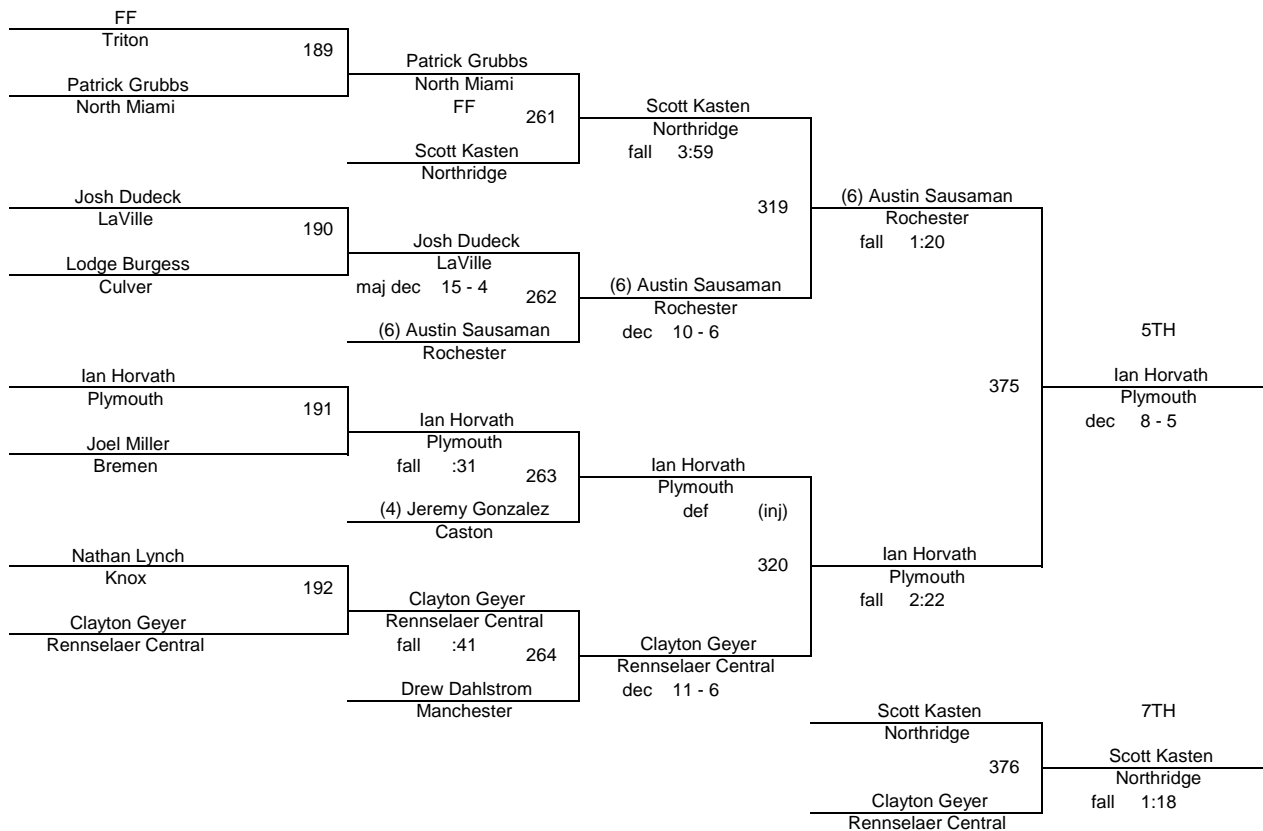 FF
Triton
189
Patrick Grubbs
North Miami
Patrick Grubbs
North Miami
FF
261
Scott Kasten
Northridge
Scott Kasten
Northridge
fall 3:59
Josh Dudeck
LaVille
190
Lodge Burgess
Culver
Josh Dudeck
LaVille
maj dec 15 - 4
262
(6) Austin Sausaman
Rochester
(6) Austin Sausaman
Rochester
dec 10 - 6
319
(6) Austin Sausaman
Rochester
fall 1:20
Ian Horvath
Plymouth
191
Joel Miller
Bremen
Ian Horvath
Plymouth
fall :31
263
(4) Jeremy Gonzalez
Caston
Ian Horvath
Plymouth
def (inj)
Nathan Lynch
Knox
192
Clayton Geyer
Rennselaer Central
Clayton Geyer
Rennselaer Central
fall :41
264
Drew Dahlstrom
Manchester
Clayton Geyer
Rennselaer Central
dec 11 - 6
320
Ian Horvath
Plymouth
fall 2:22
375
5TH
Ian Horvath
Plymouth
dec 8 - 5
Scott Kasten
Northridge
376
Clayton Geyer
Rennselaer Central
7TH
Scott Kasten
Northridge
fall 1:18